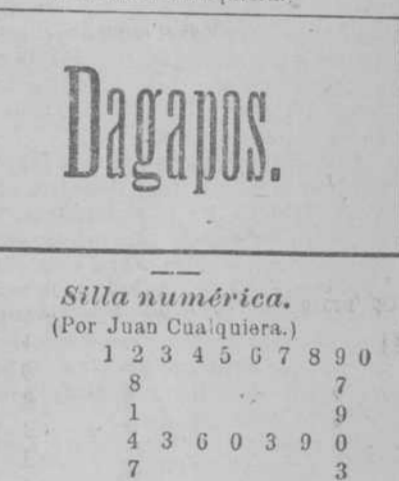 Dagapos.
Silla numérica.
(Por Juan Cualquiera.)
1 2 3 4 5 6 7 8 9 0
8 7
1 9
4 3 6 0 3 9 0
7 3